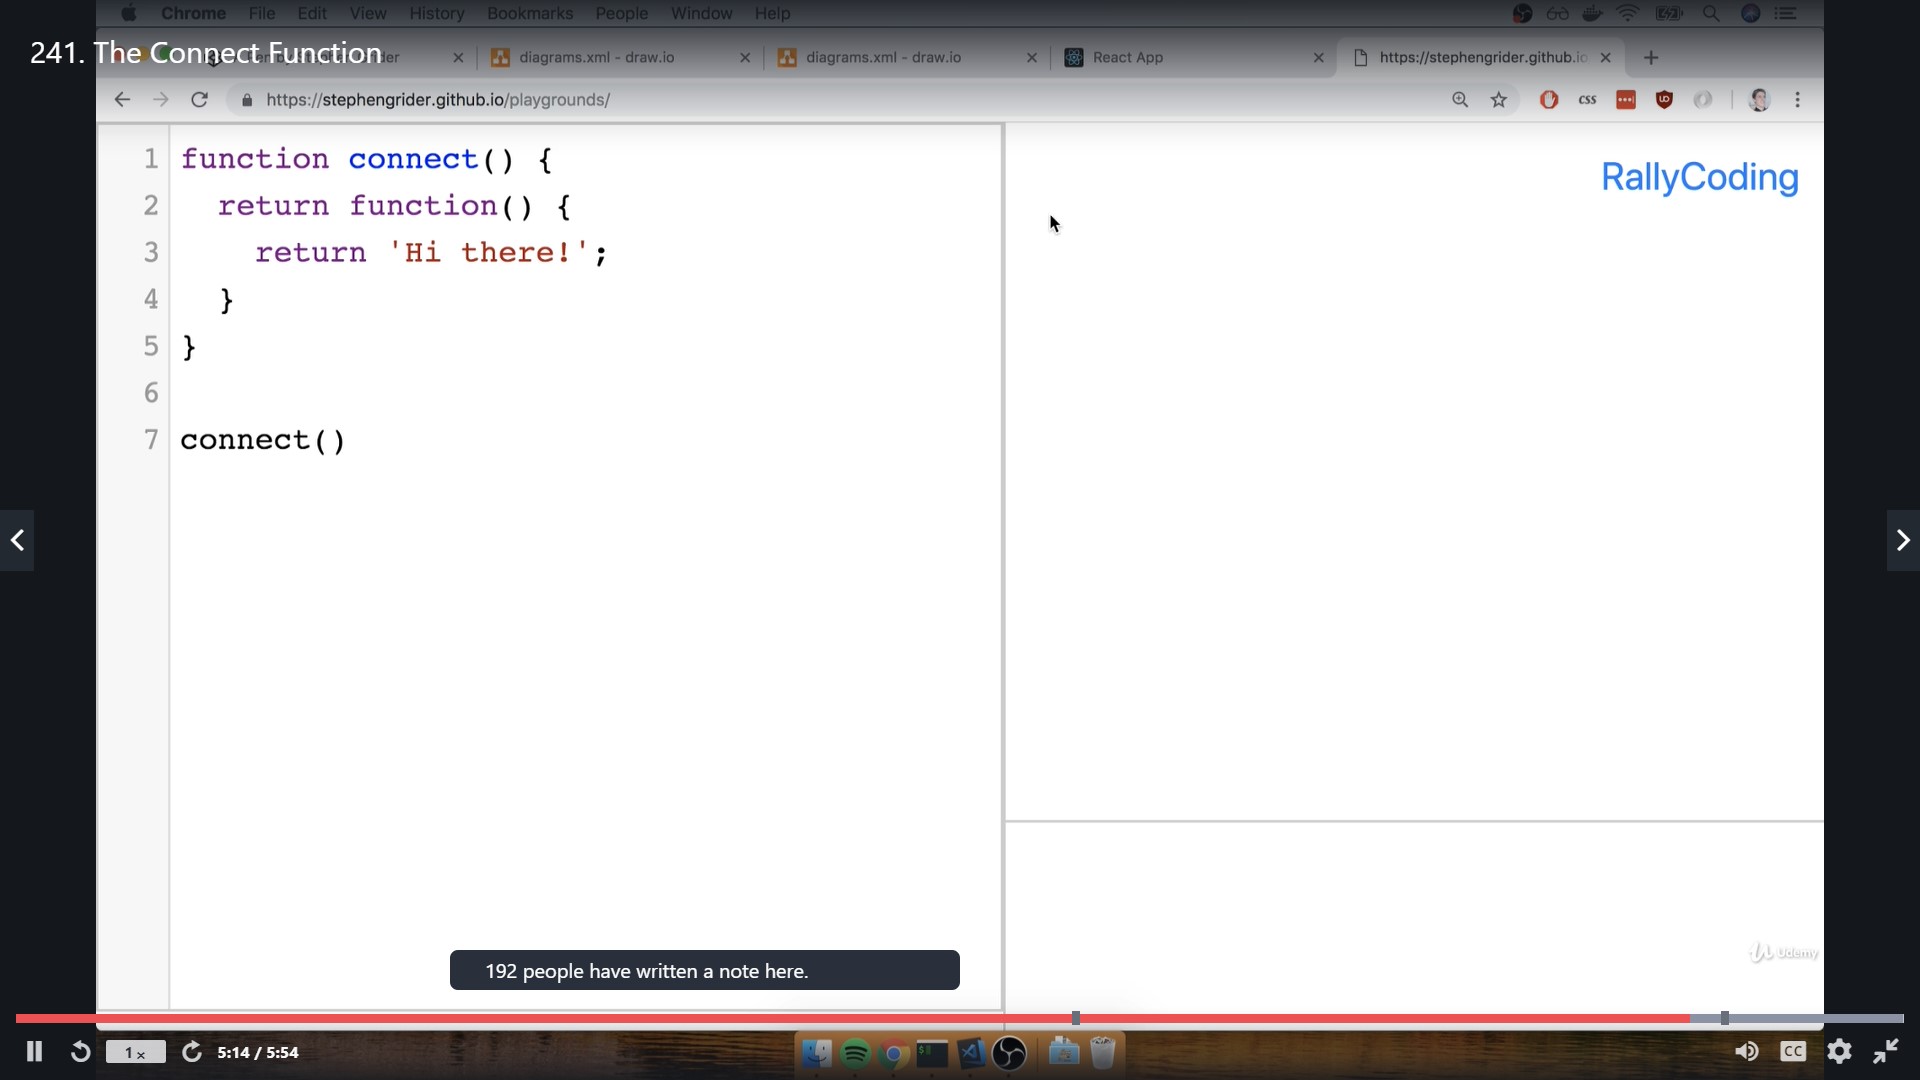 Chrome File Edit View History Bookmarks People Window Help
241. The Connect Function
diagrams.xml - draw.io
diagrams.xml - draw.io
React App
https://stephengrider.github.io
https://stephengrider.github.io/playgrounds/
css
1 function connect() {
2 return function() {
3 return 'Hi there!';
4 }
5 }
6
7 connect()
RallyCoding
192 people have written a note here.
Udemy
1 x
5:14 / 5:54
CC